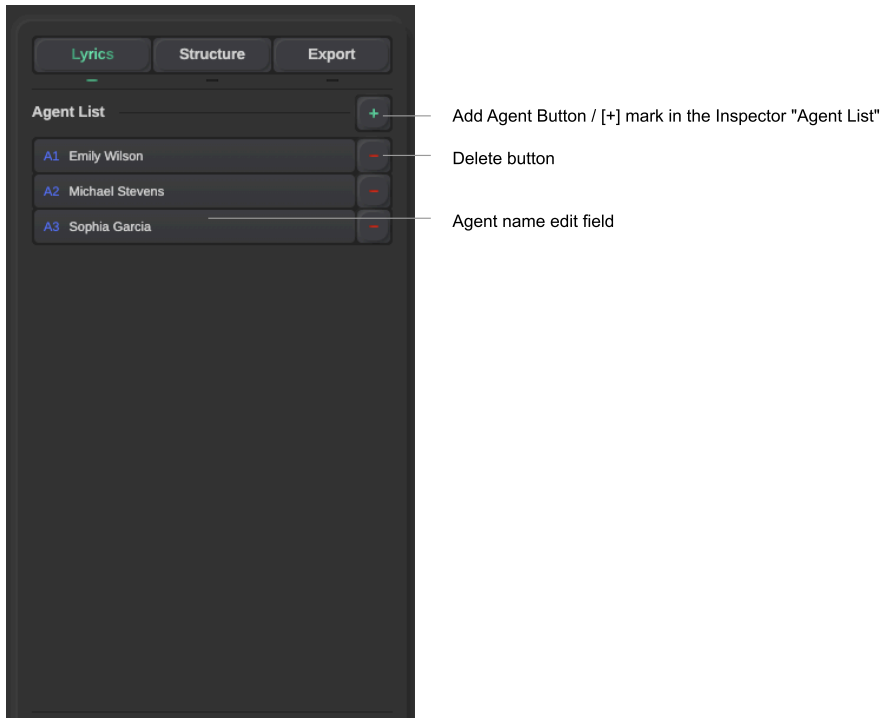 Lyrics Structure Export
Agent List +
Add Agent Button / [+] mark in the Inspector "Agent List"
A1 Emily Wilson −
Delete button
A2 Michael Stevens −
A3 Sophia Garcia −
Agent name edit field